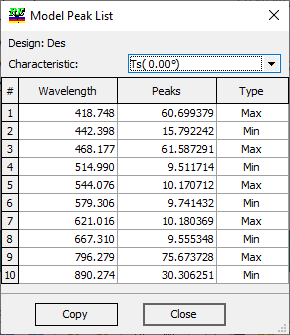 Model Peak List
Design: Des
Characteristic: Ts( 0.00°)
# Wavelength Peaks Type
1 418.748 60.699379 Max
2 442.398 15.792242 Min
3 468.177 61.587291 Max
4 514.990 9.511714 Min
5 544.076 10.170712 Max
6 579.306 9.741432 Min
7 621.016 10.180369 Max
8 667.310 9.555348 Min
9 796.279 75.673728 Max
10 890.274 30.306251 Min
Copy Close